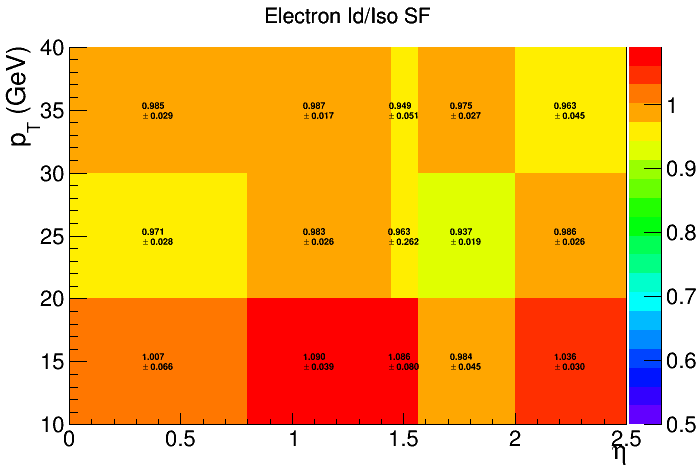 Electron Id/Iso SF
p_T (GeV)
40
35
30
25
20
15
10
0.985 0.987 0.949 0.975 0.963
± 0.029 ± 0.017 ± 0.051 ± 0.027 ± 0.045
0.971 0.983 0.963 0.937 0.986
± 0.028 ± 0.026 ± 0.262 ± 0.019 ± 0.026
1.007 1.090 1.086 0.984 1.036
± 0.066 ± 0.039 ± 0.080 ± 0.045 ± 0.030
1
0.9
0.8
0.7
0.6
0.5
0 0.5 1 1.5 2 2.5
η